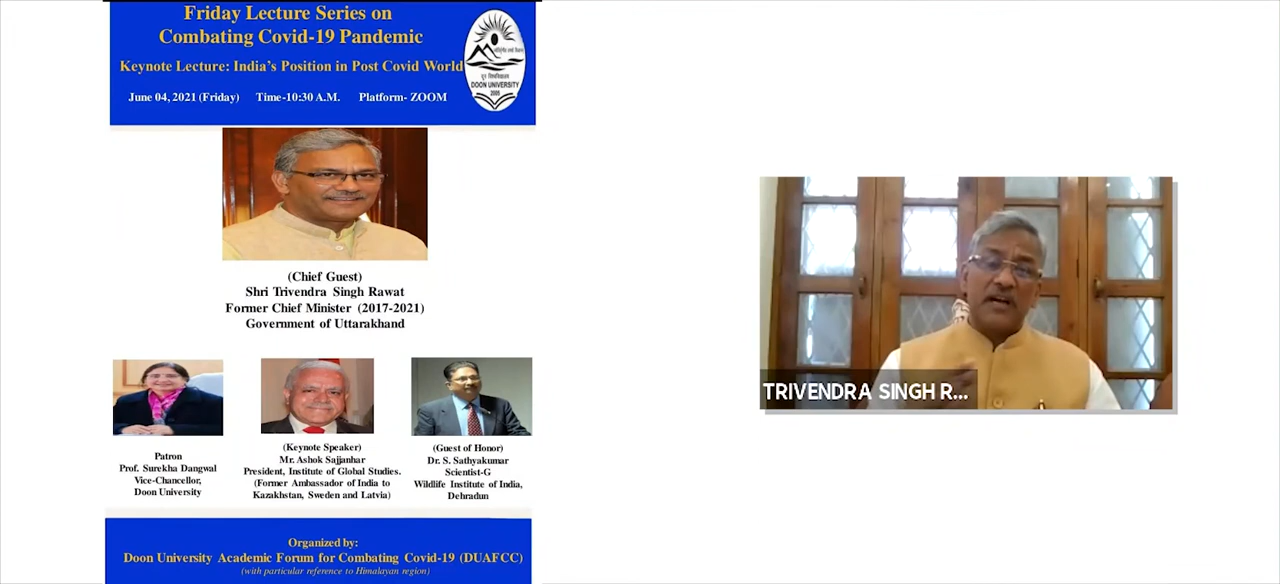 Friday Lecture Series on
Combating Covid-19 Pandemic
Keynote Lecture: India's Position in Post Covid World
June 04, 2021 (Friday) Time-10:30 A.M. Platform- ZOOM
DOON UNIVERSITY
2005
(Chief Guest)
Shri Trivendra Singh Rawat
Former Chief Minister (2017-2021)
Government of Uttarakhand
Patron
Prof. Surekha Dangwal
Vice-Chancellor,
Doon University
(Keynote Speaker)
Mr. Ashok Sajjanhar
President, Institute of Global Studies.
(Former Ambassador of India to
Kazakhstan, Sweden and Latvia)
(Guest of Honor)
Dr. S. Sathyakumar
Scientist-G
Wildlife Institute of India,
Dehradun
Organized by:
Doon University Academic Forum for Combating Covid-19 (DUAFCC)
(with particular reference to Himalayan region)
TRIVENDRA SINGH R...